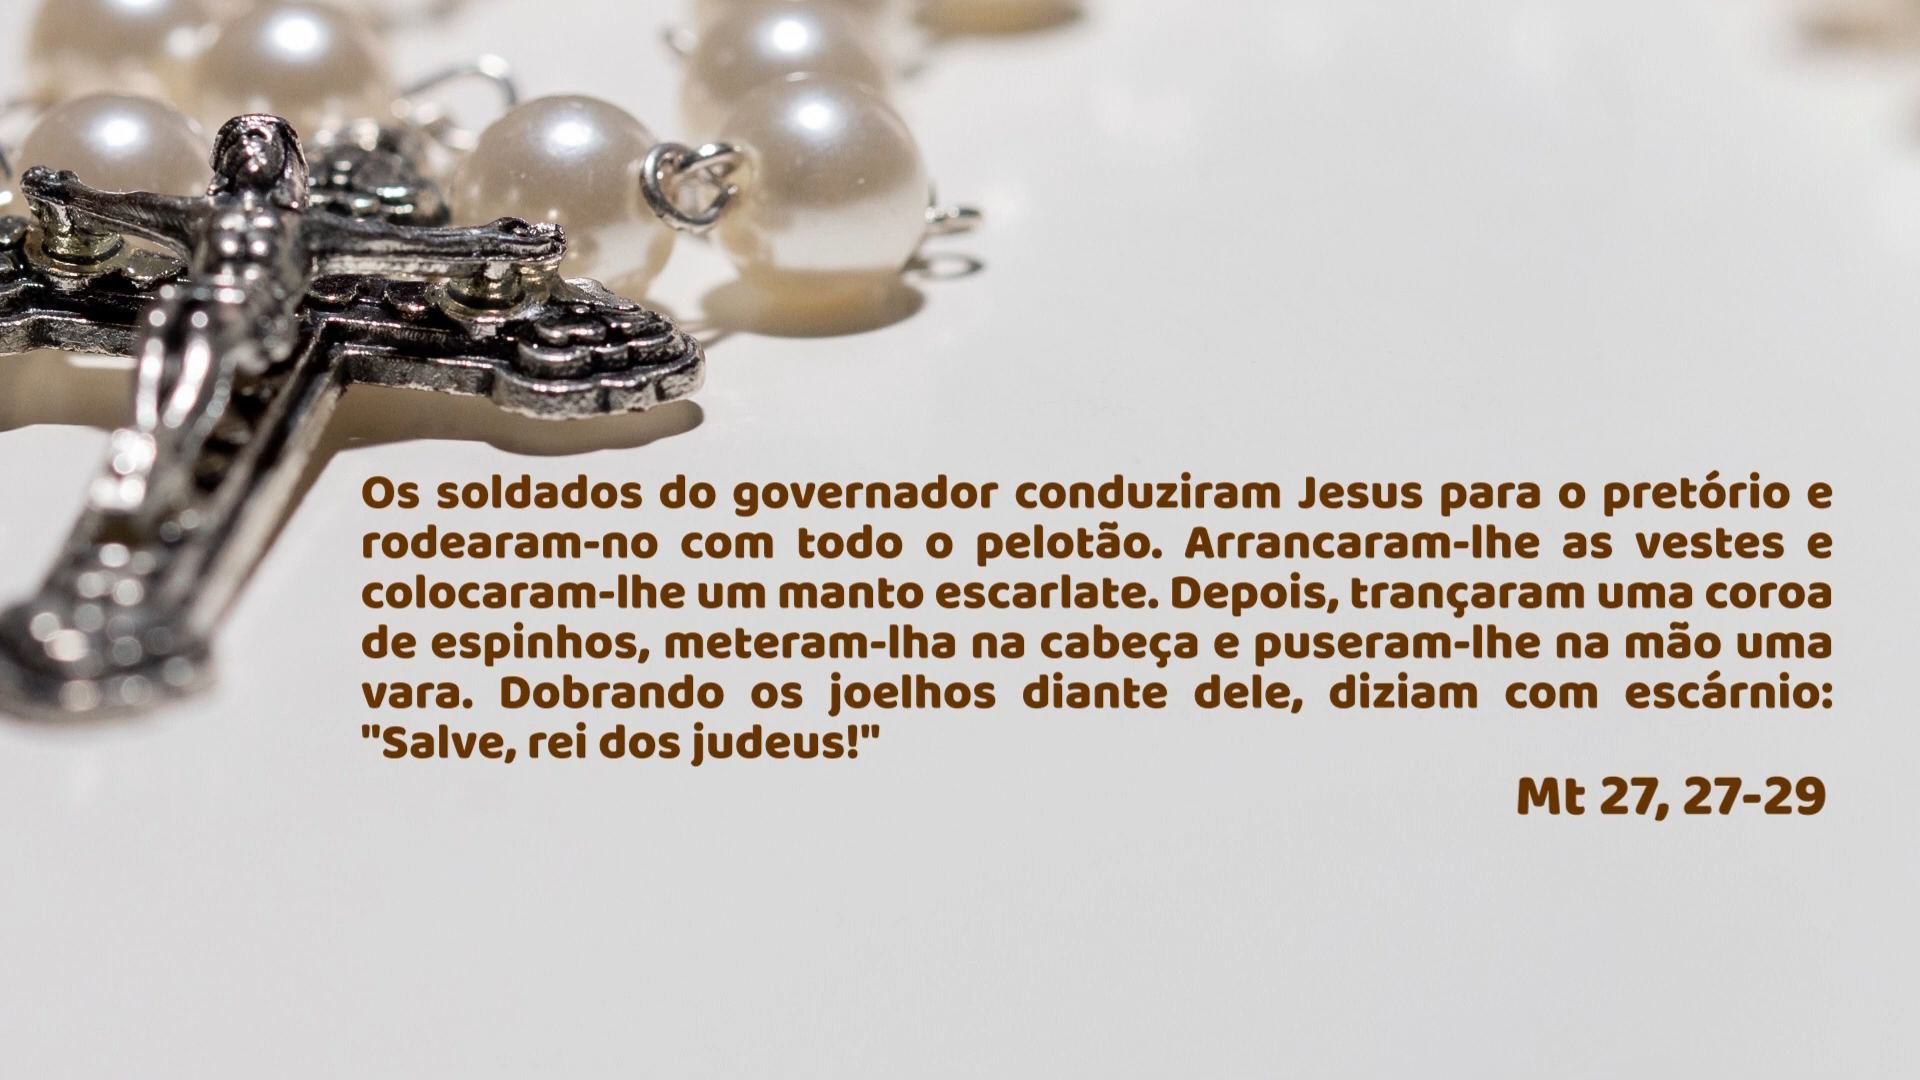 Os soldados do governador conduziram Jesus para o pretório e
rodearam-no com todo o pelotão. Arrancaram-lhe as vestes e
colocaram-lhe um manto escarlate. Depois, trançaram uma coroa
de espinhos, meteram-lha na cabeça e puseram-lhe na mão uma
vara. Dobrando os joelhos diante dele, diziam com escárnio:
"Salve, rei dos judeus!"
Mt 27, 27-29